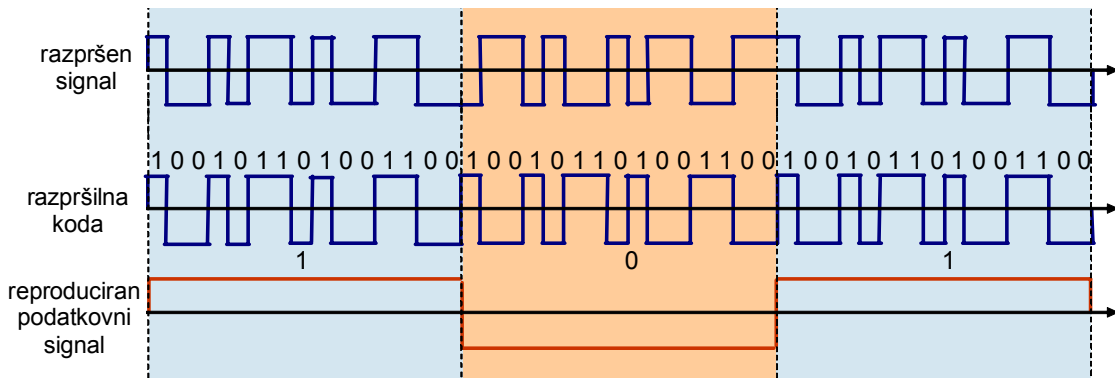 razpršen
signal
1 0 0 1 0 1 1 0 1 0 0 1 1 0 0 1 0 0 1 0 1 1 0 1 0 0 1 1 0 0 1 0 0 1 0 1 1 0 1 0 0 1 1 0 0
razpršilna
koda
1 0 1
reproduciran
podatkovni
signal